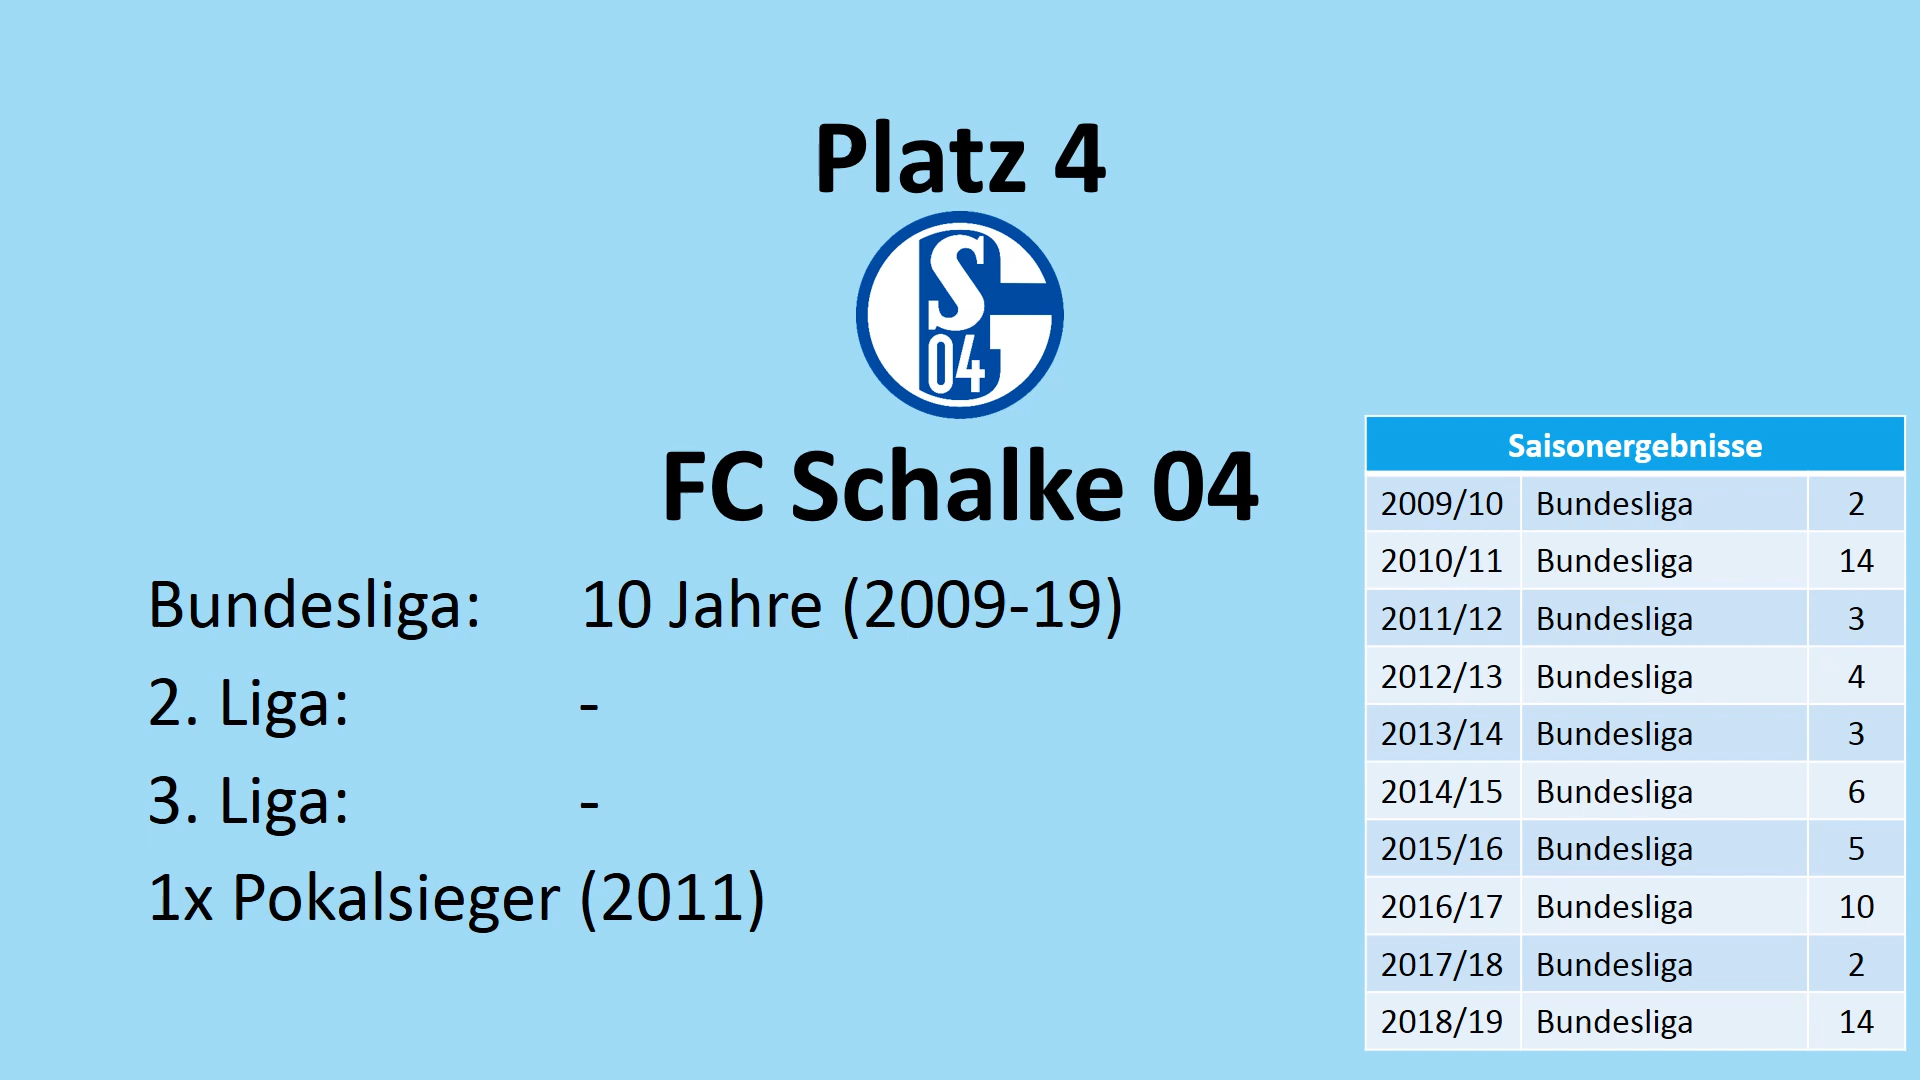 Platz 4
S
04
FC Schalke 04
Bundesliga: 10 Jahre (2009-19)
2. Liga: -
3. Liga: -
1x Pokalsieger (2011)
Saisonergebnisse
2009/10 Bundesliga 2
2010/11 Bundesliga 14
2011/12 Bundesliga 3
2012/13 Bundesliga 4
2013/14 Bundesliga 3
2014/15 Bundesliga 6
2015/16 Bundesliga 5
2016/17 Bundesliga 10
2017/18 Bundesliga 2
2018/19 Bundesliga 14